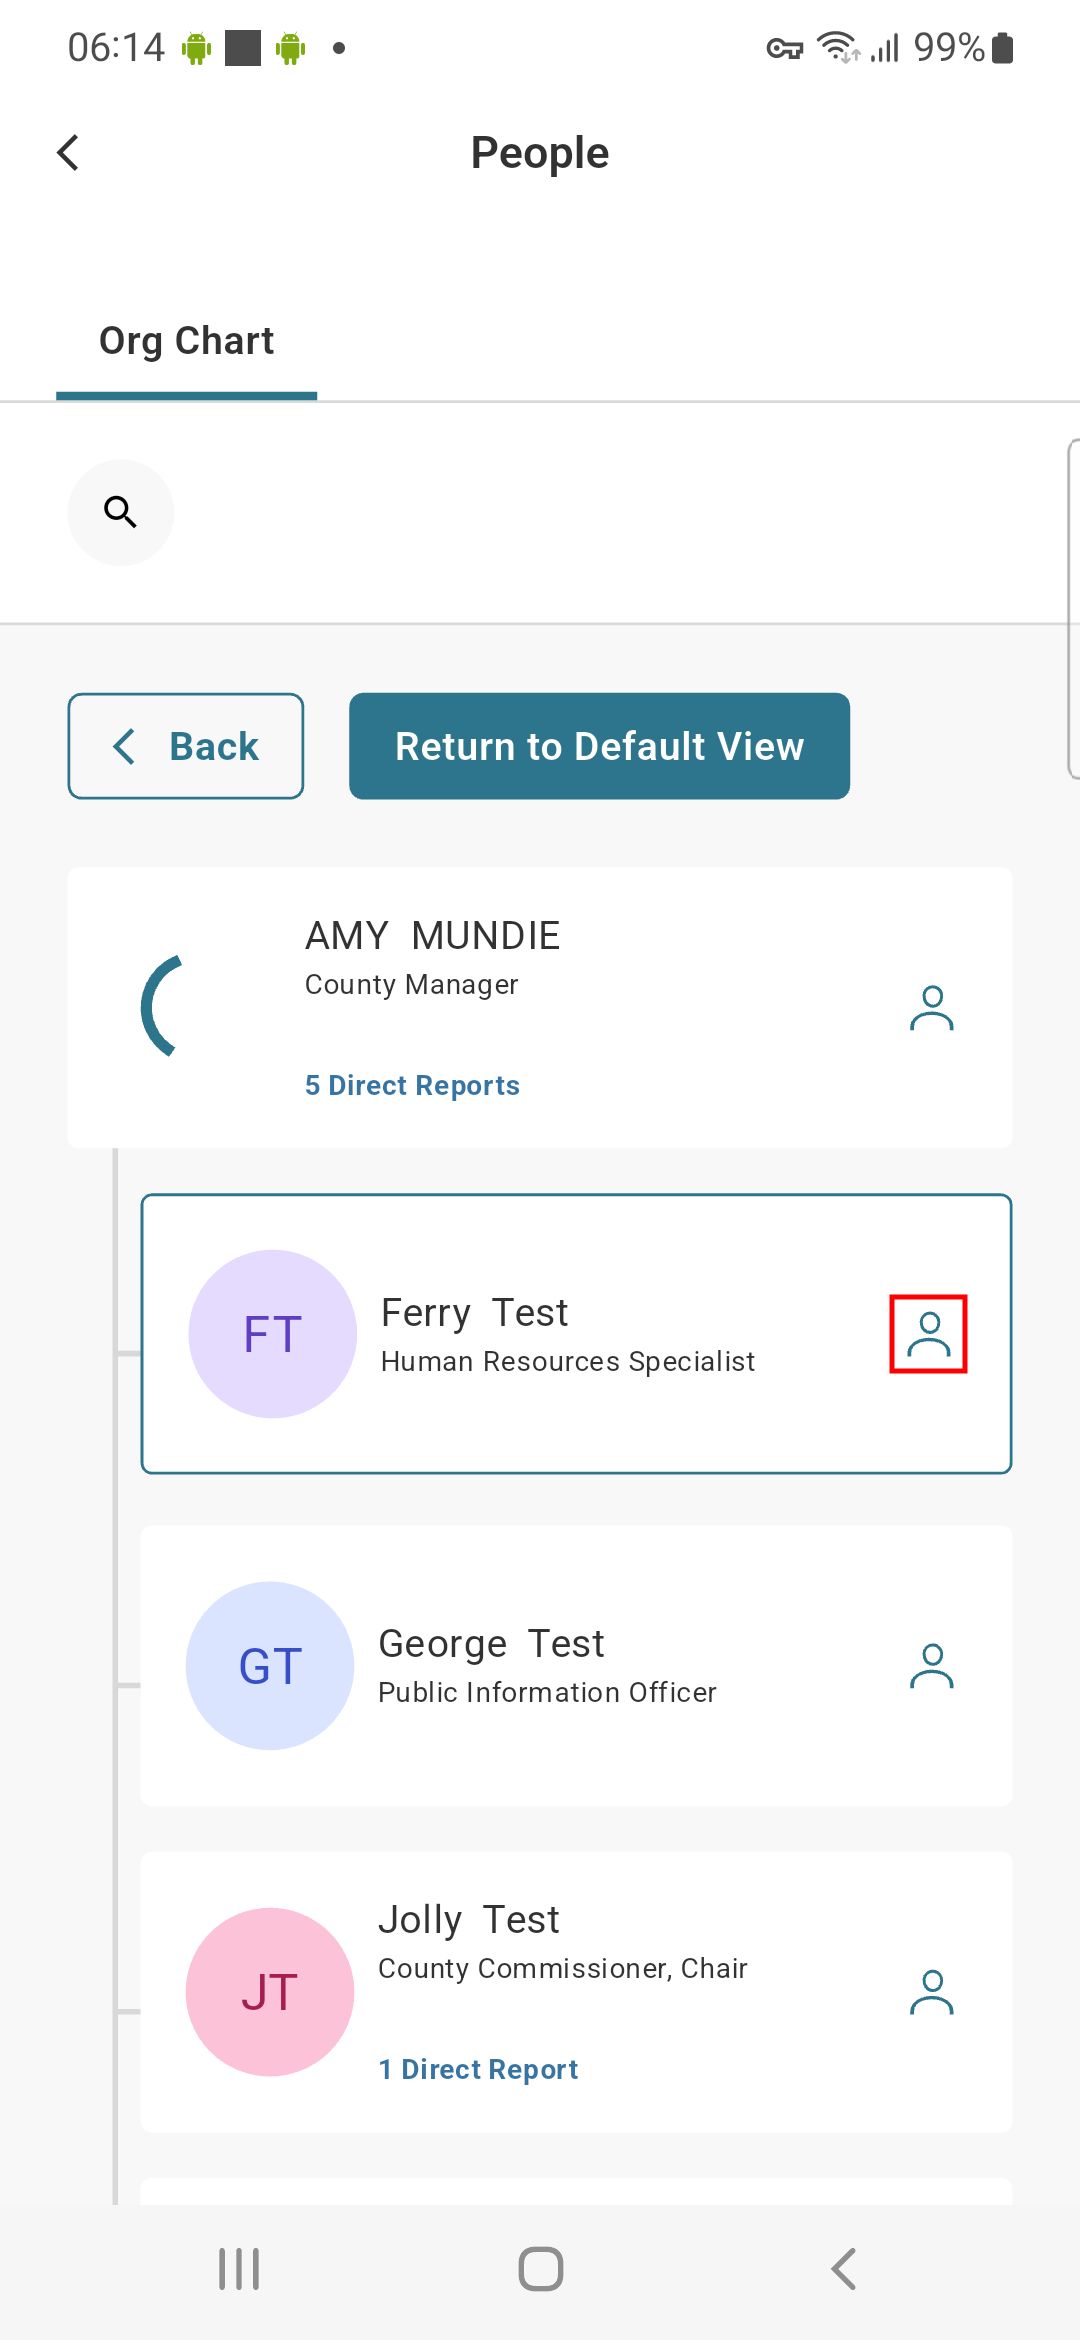 06:14
99%
People
Org Chart
Back
Return to Default View
AMY MUNDIE
County Manager
5 Direct Reports
FT
Ferry Test
Human Resources Specialist
GT
George Test
Public Information Officer
JT
Jolly Test
County Commissioner, Chair
1 Direct Report